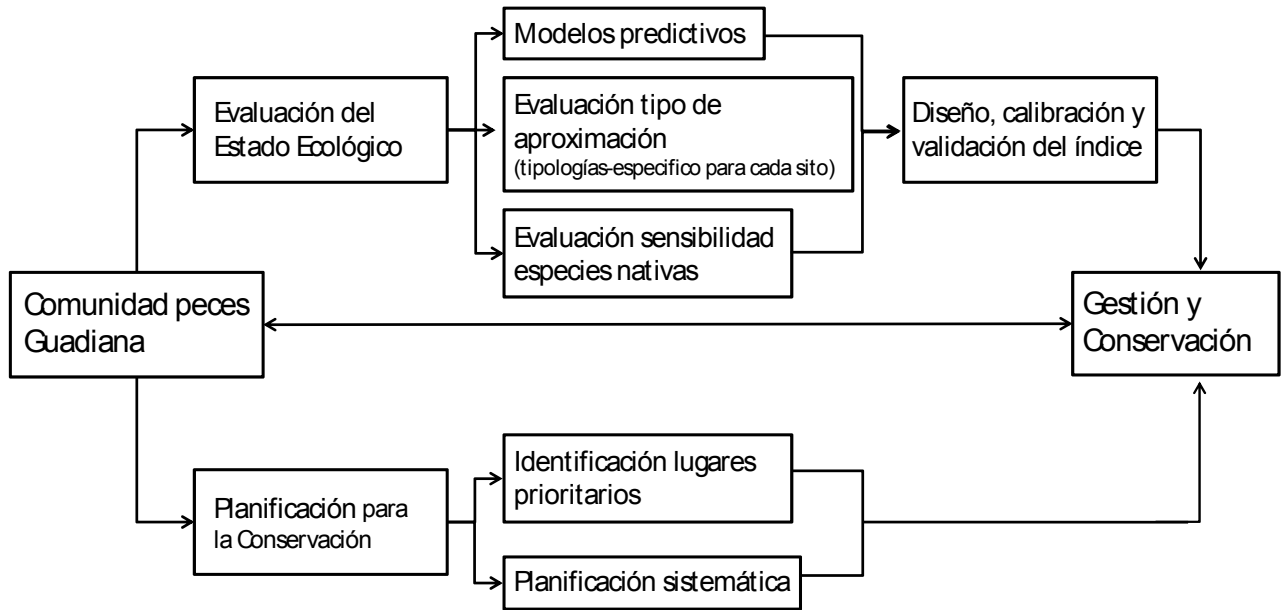 Modelos predictivos
Evaluación del
Estado Ecológico
Evaluación tipo de
aproximación
(tipologías-especifico para cada sito)
Diseño, calibración y
validación del índice
Evaluación sensibilidad
especies nativas
Comunidad peces
Guadiana
Gestión y
Conservación
Identificación lugares
prioritarios
Planificación para
la Conservación
Planificación sistemática